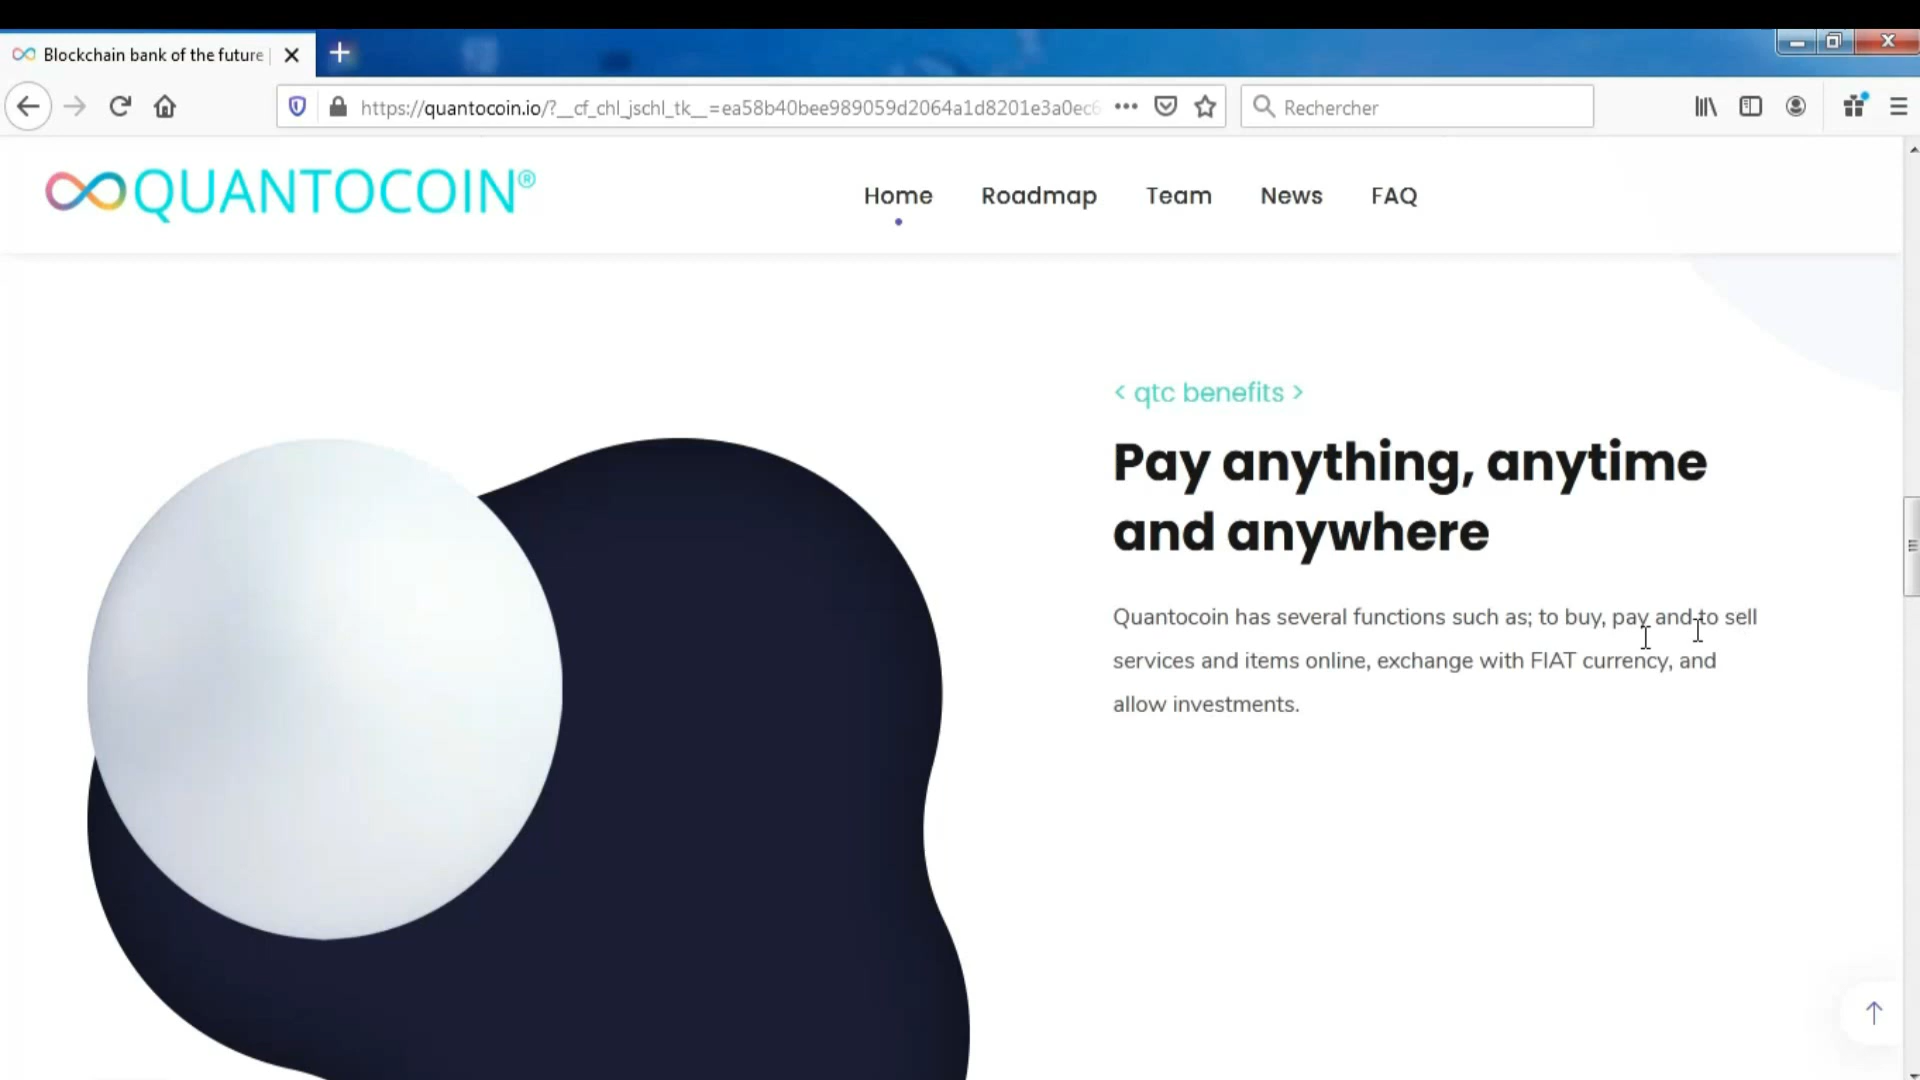 Blockchain bank of the future |
https://quantocoin.io/?__cf_chl_jschl_tk__=ea58b40bee989059d2064a1d8201e3a0ec6
Rechercher
QUANTOCOIN®
Home Roadmap Team News FAQ
< qtc benefits >
Pay anything, anytime
and anywhere
Quantocoin has several functions such as; to buy, pay and to sell
services and items online, exchange with FIAT currency, and
allow investments.